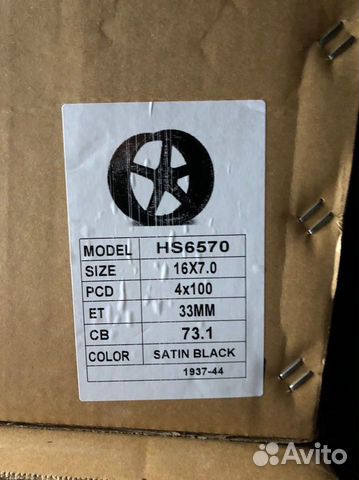 MODEL HS6570
SIZE 16X7.0
PCD 4x100
ET 33MM
CB 73.1
COLOR SATIN BLACK
1937-44
Avito